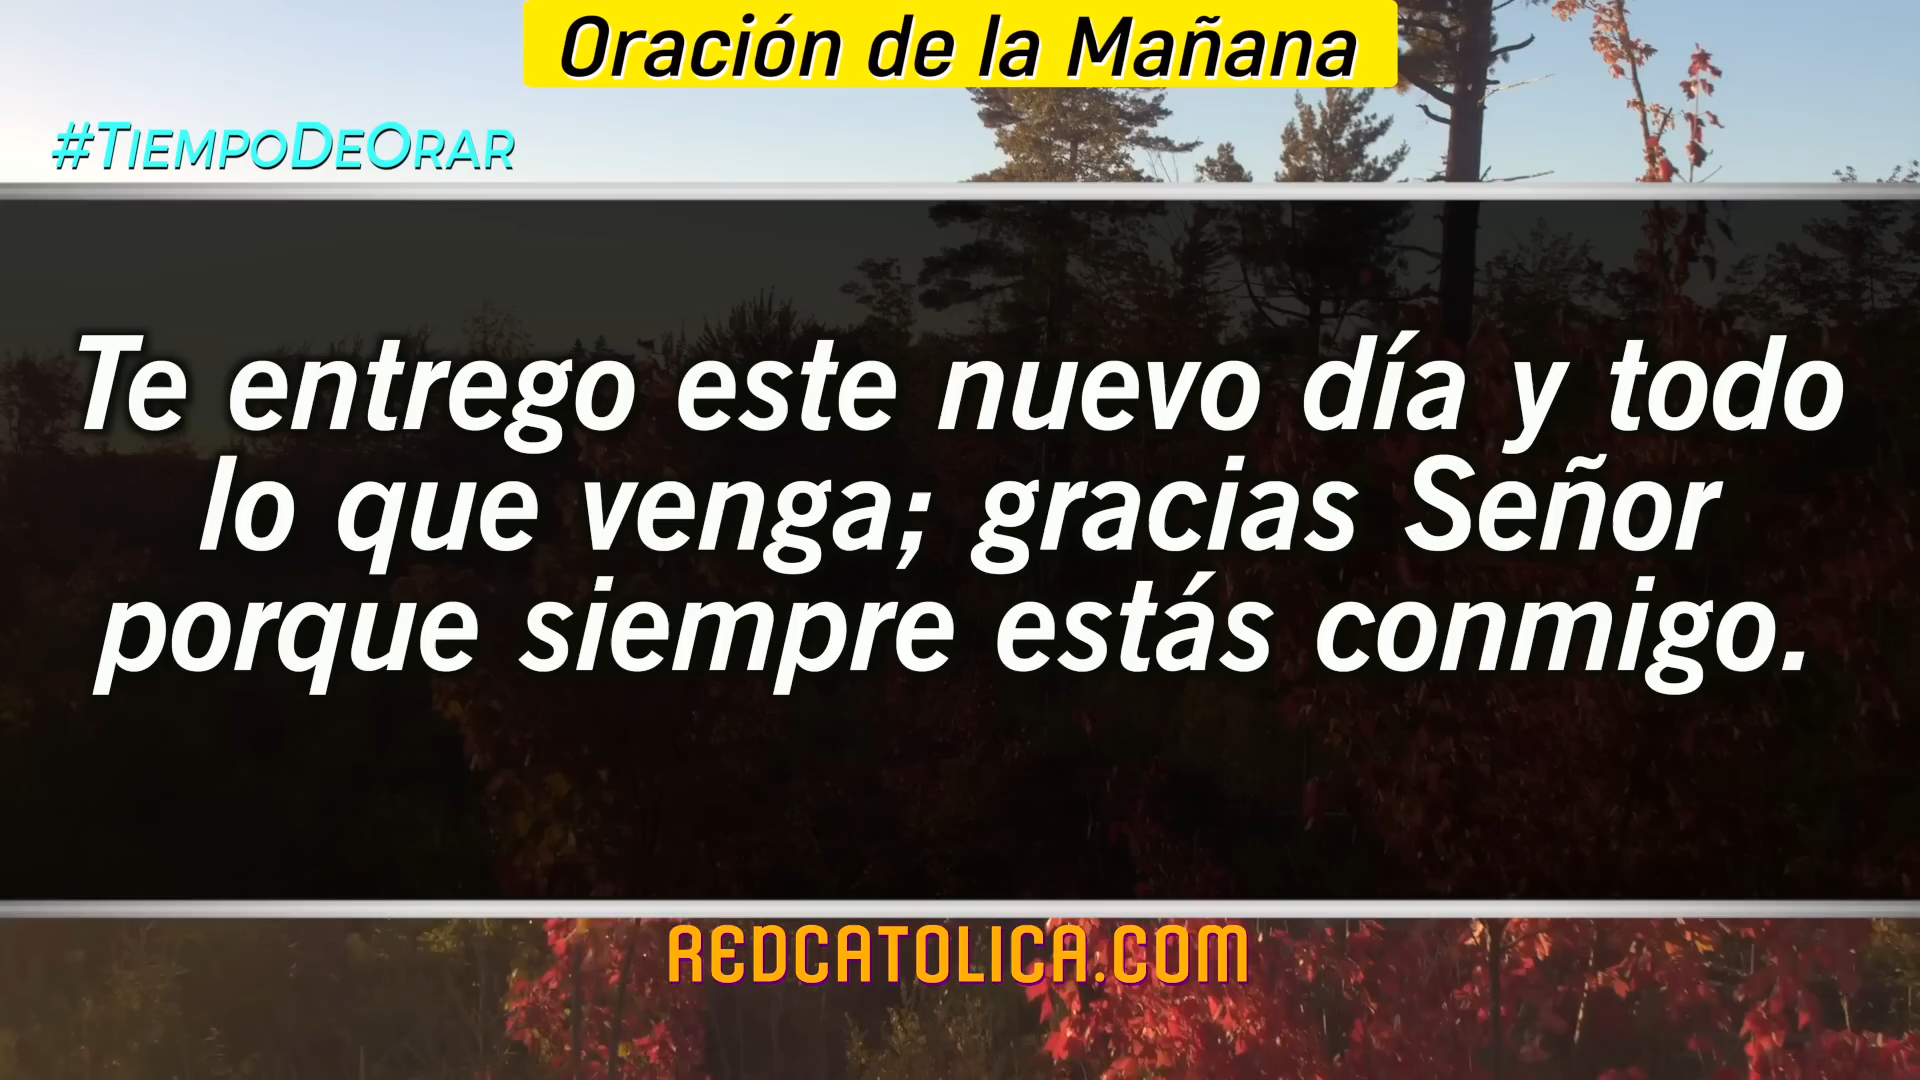 Oración de la Mañana
#TiempoDeOrar
Te entrego este nuevo día y todo
lo que venga; gracias Señor
porque siempre estás conmigo.
REDCATOLICA.COM